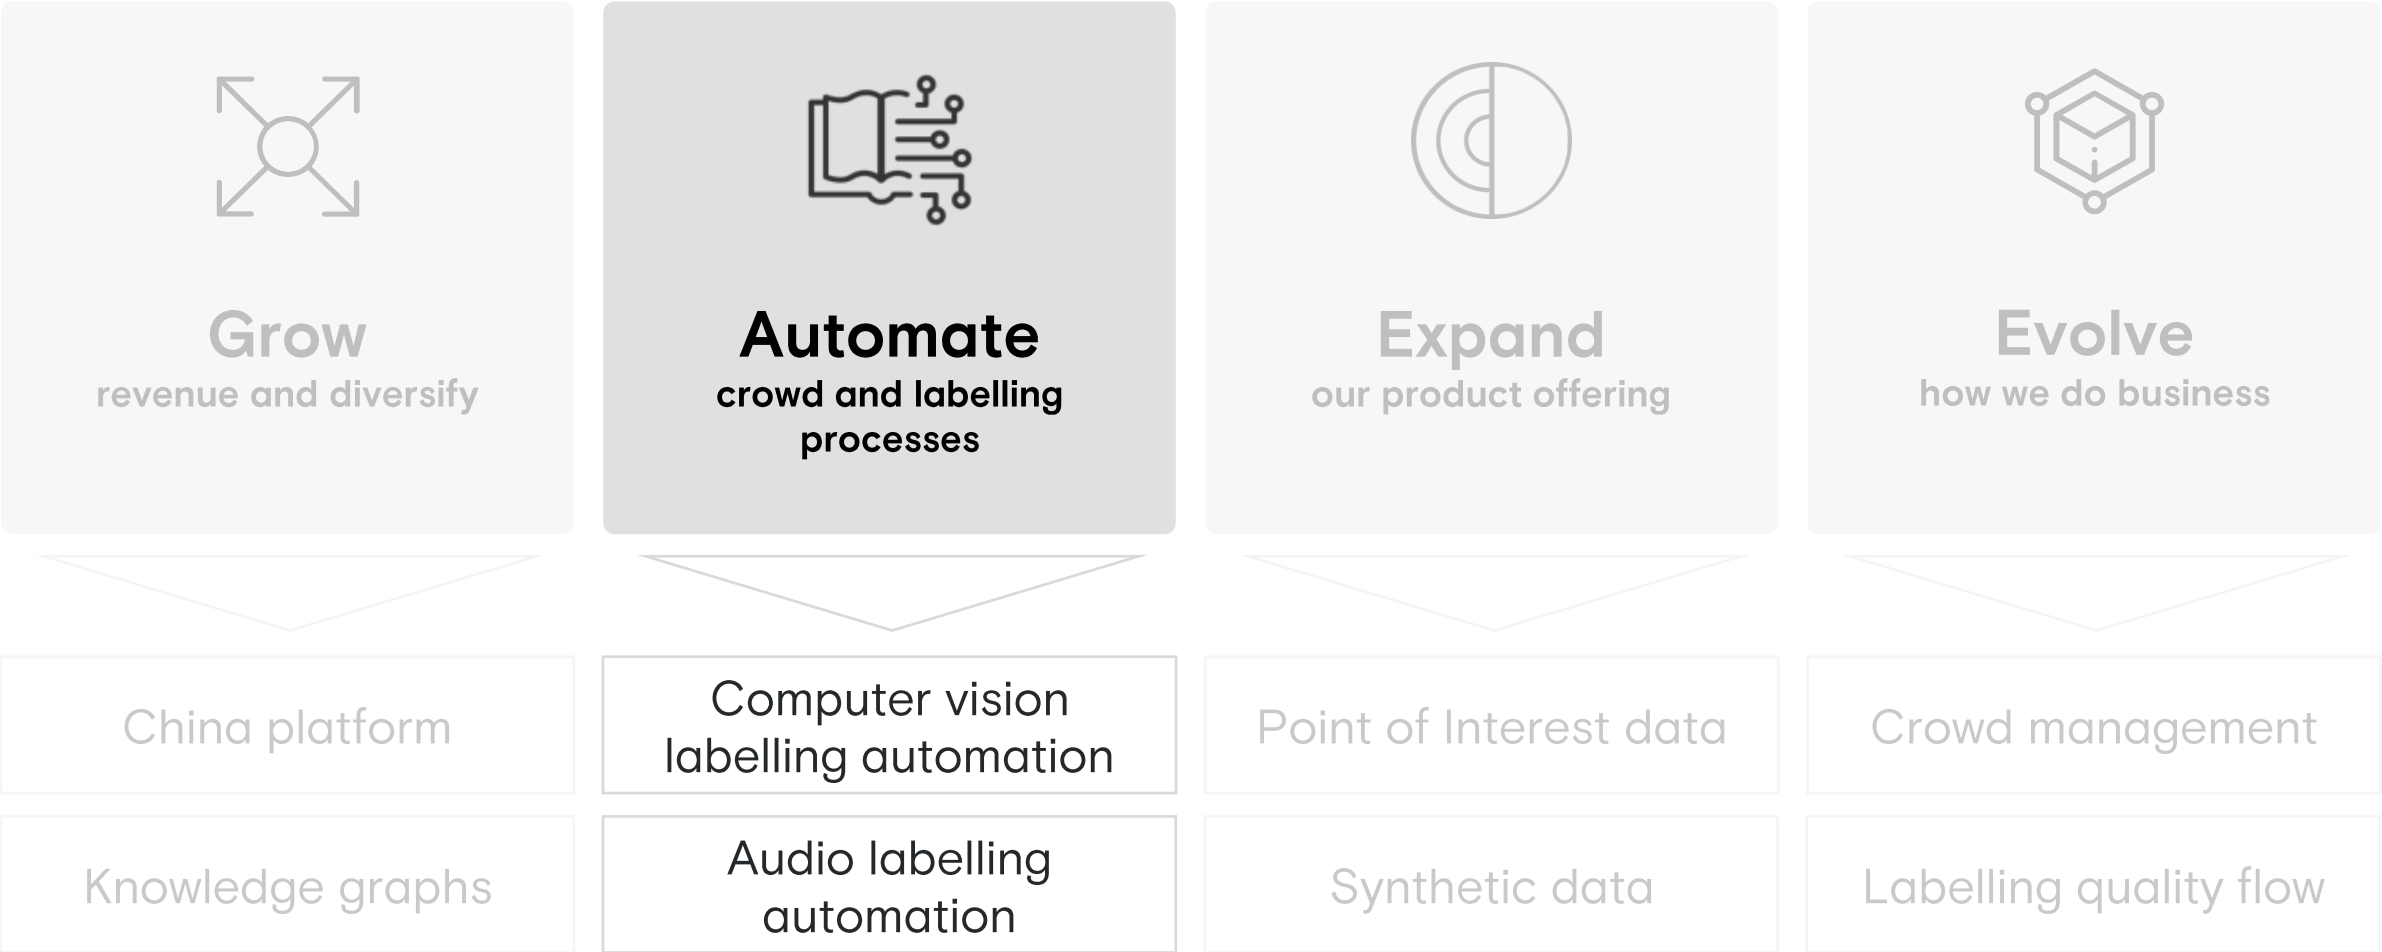 Grow
revenue and diversify
Automate
crowd and labelling
processes
Expand
our product offering
Evolve
how we do business
China platform
Computer vision
labelling automation
Point of Interest data
Crowd management
Knowledge graphs
Audio labelling
automation
Synthetic data
Labelling quality flow